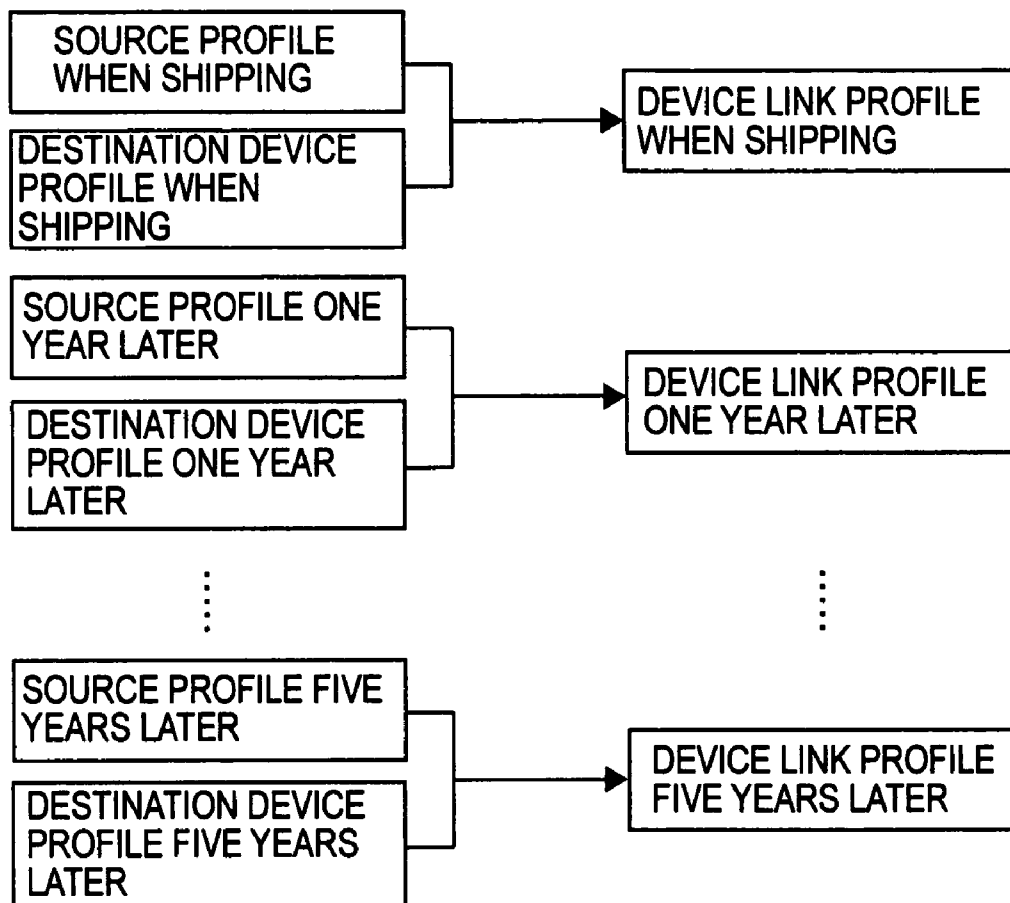 SOURCE PROFILE
WHEN SHIPPING
DESTINATION DEVICE
PROFILE WHEN
SHIPPING
DEVICE LINK PROFILE
WHEN SHIPPING
SOURCE PROFILE ONE
YEAR LATER
DESTINATION DEVICE
PROFILE ONE YEAR
LATER
DEVICE LINK PROFILE
ONE YEAR LATER
SOURCE PROFILE FIVE
YEARS LATER
DESTINATION DEVICE
PROFILE FIVE YEARS
LATER
DEVICE LINK PROFILE
FIVE YEARS LATER